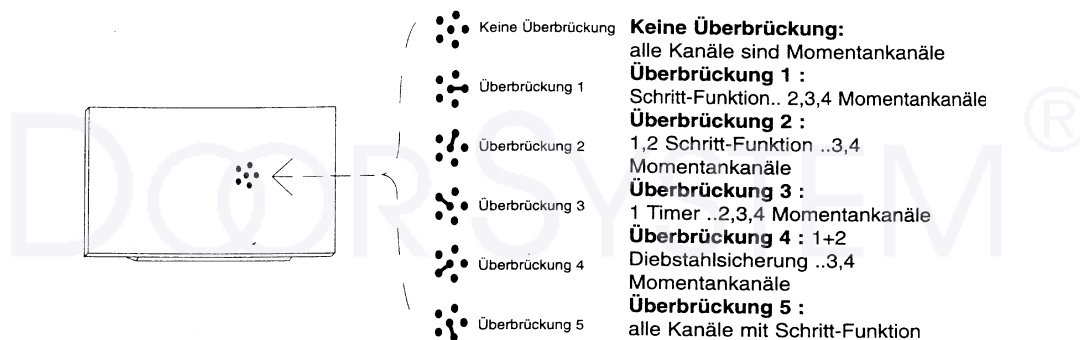 Keine Überbrückung
Überbrückung 1
Überbrückung 2
Überbrückung 3
Überbrückung 4
Überbrückung 5
Keine Überbrückung:
alle Kanäle sind Momentankanäle
Überbrückung 1 :
Schritt-Funktion.. 2,3,4 Momentankanäle
Überbrückung 2 :
1,2 Schritt-Funktion ..3,4
Momentankanäle
Überbrückung 3 :
1 Timer ..2,3,4 Momentankanäle
Überbrückung 4 : 1+2
Diebstahlsicherung ..3,4
Momentankanäle
Überbrückung 5 :
alle Kanäle mit Schritt-Funktion
DOORSYSTEM ®